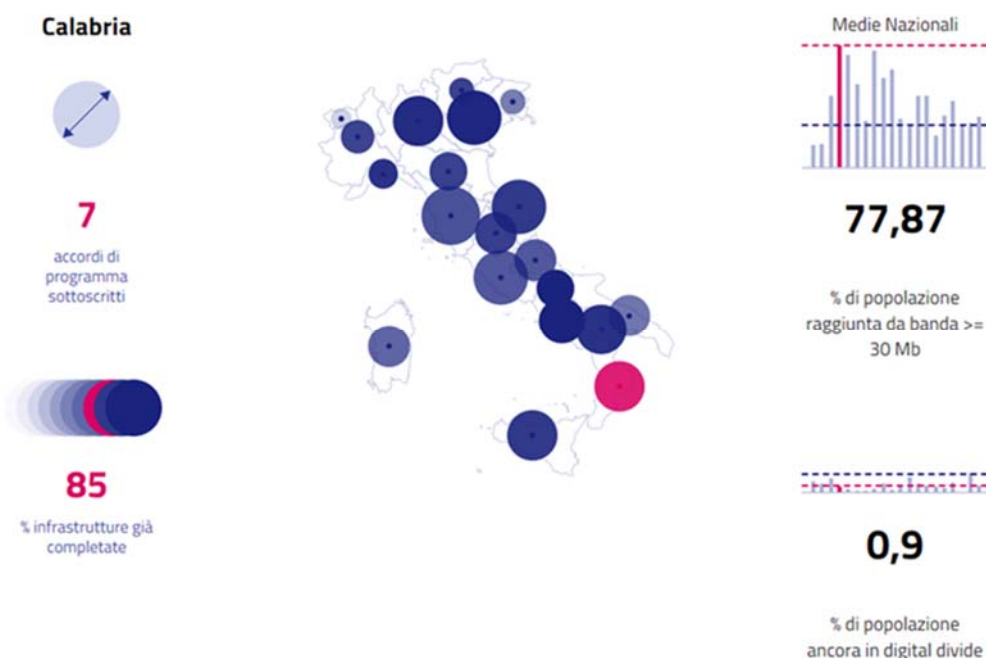 Calabria
7
accordi di
programma
sottoscritti
85
% infrastrutture già
completate
Medie Nazionali
77,87
% di popolazione
raggiunta da banda >=
30 Mb
0,9
% di popolazione
ancora in digital divide